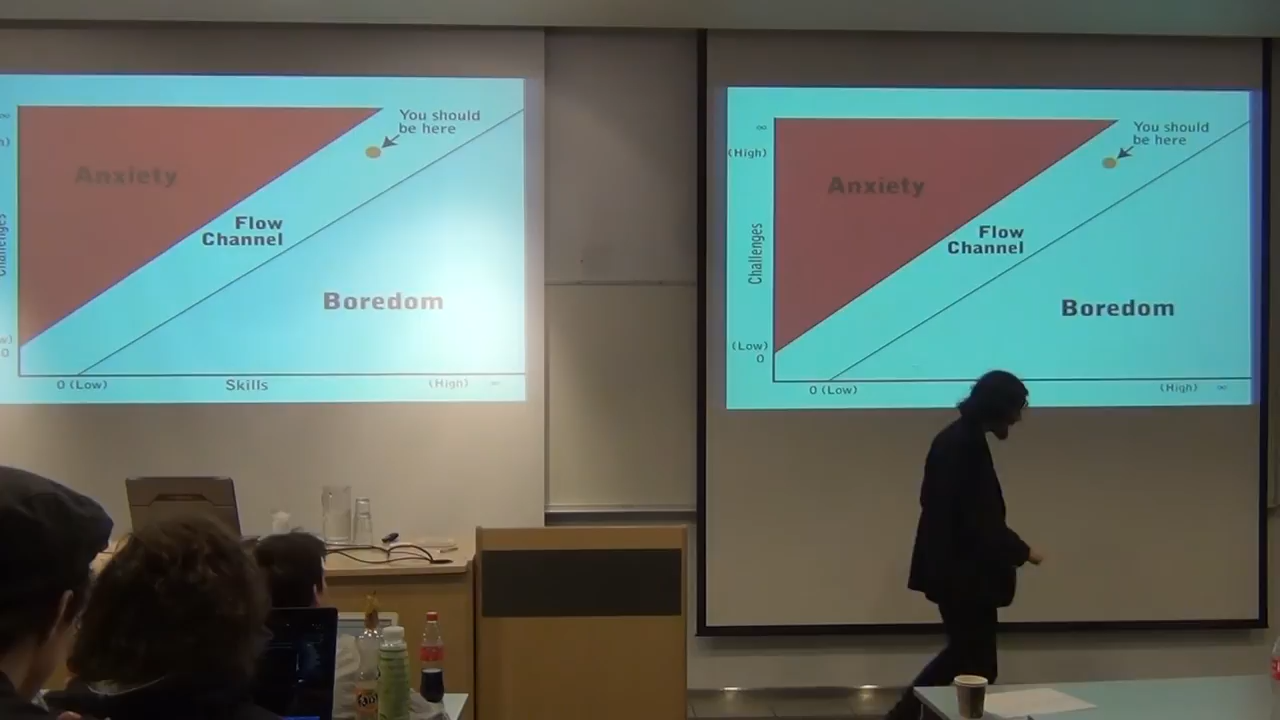 ∞
You should
be here
Anxiety
Flow
Channel
Challenges
Boredom
0
0 (Low)
Skills
(High)
∞
∞
(High)
You should
be here
Anxiety
Flow
Channel
Challenges
Boredom
(Low)
0
0 (Low)
(High)
∞